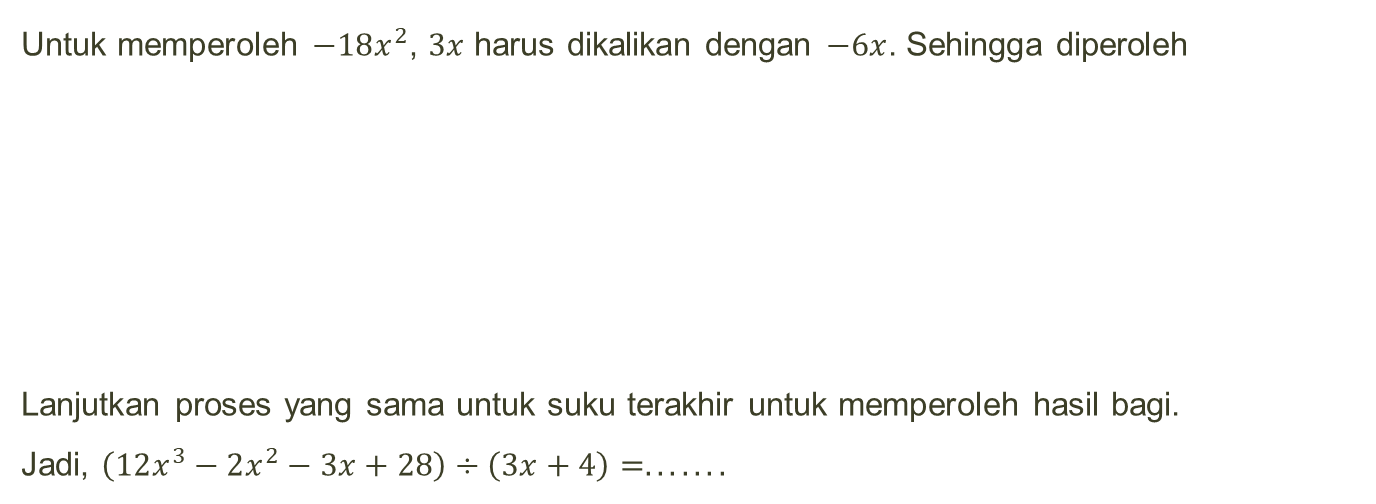 Untuk memperoleh −18x², 3x harus dikalikan dengan −6x. Sehingga diperoleh
Lanjutkan proses yang sama untuk suku terakhir untuk memperoleh hasil bagi.
Jadi, (12x³ − 2x² − 3x + 28) ÷ (3x + 4) =.......